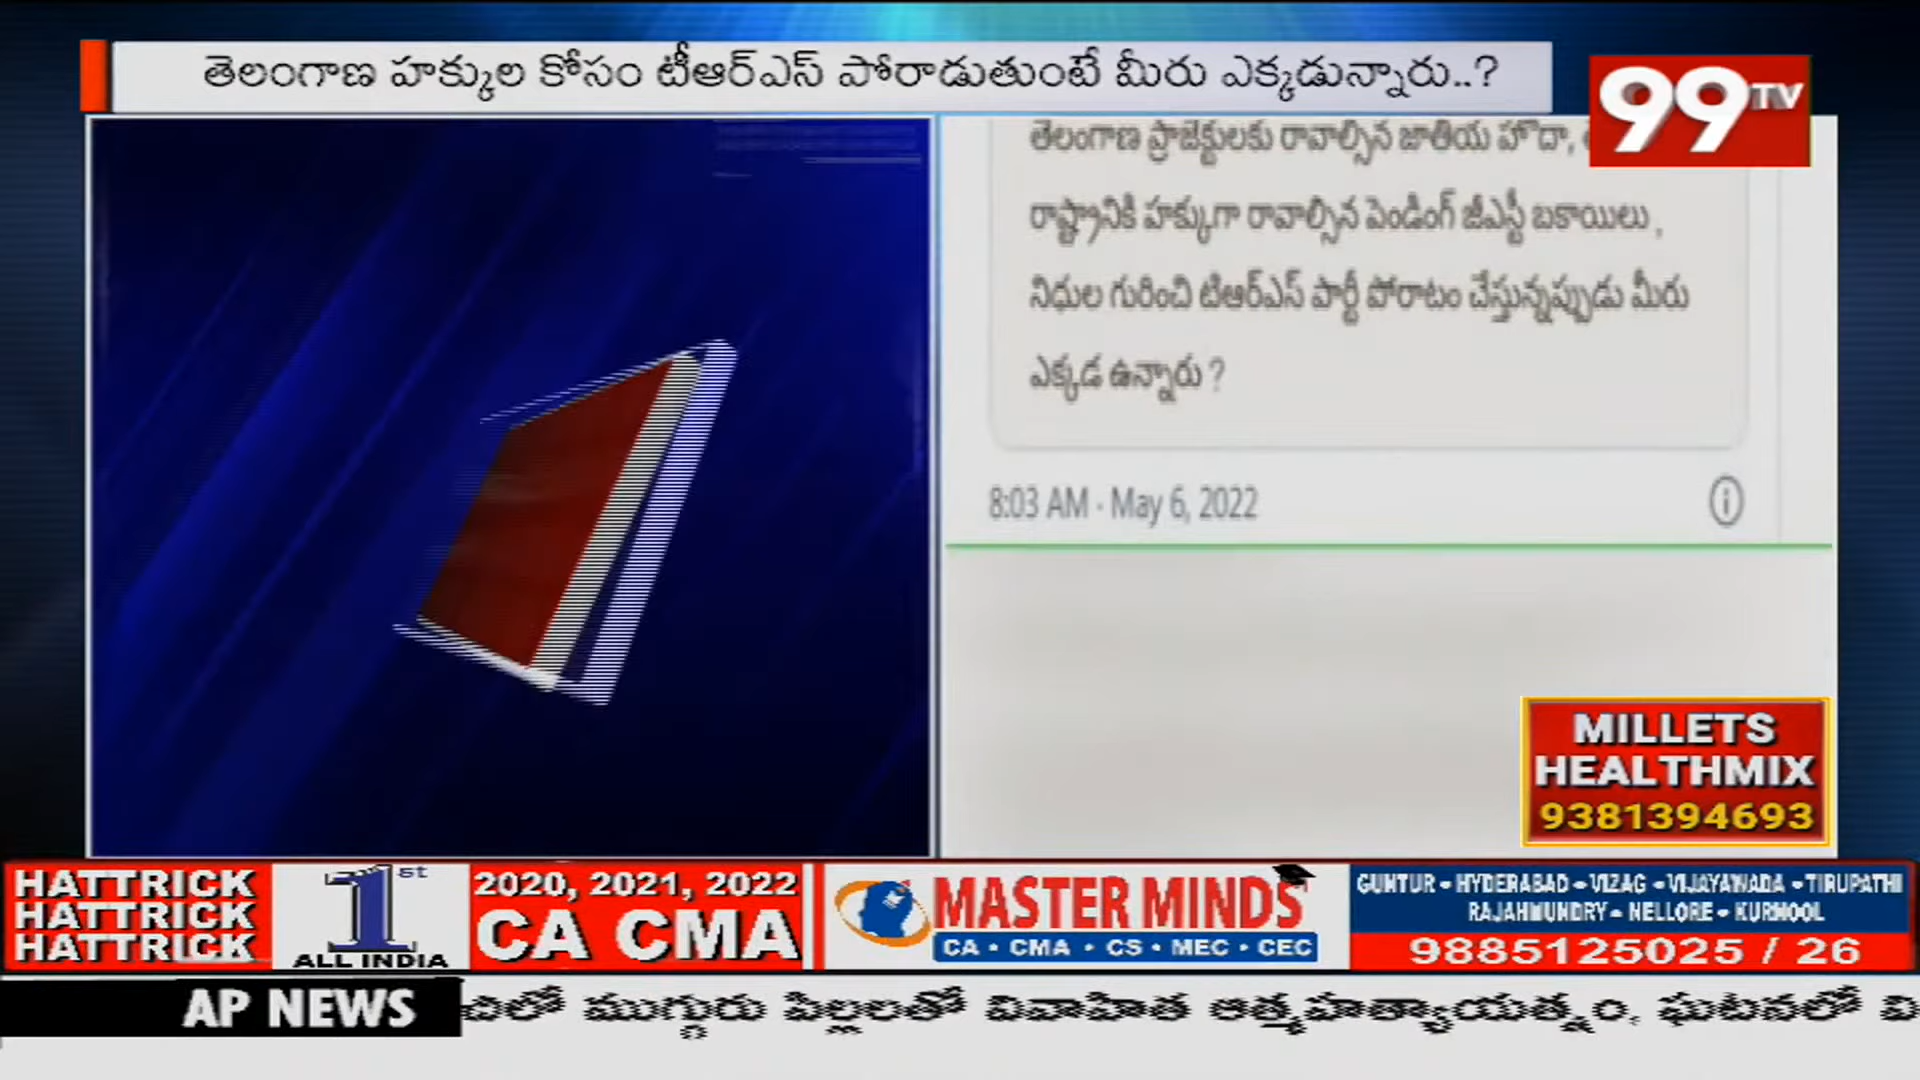 తెలంగాణ హక్కుల కోసం టీఆర్ఎస్ పోరాడుతుంటే మీరు ఎక్కడున్నారు..?
99TV
తెలంగాణ ప్రాజెక్టులకు రావాల్సిన జాతీయ హోదా,
రాష్ట్రానికి హక్కుగా రావాల్సిన పెండింగ్ జీఎస్టీ బకాయిలు ,
నిధుల గురించి టిఆర్ఎస్ పార్టీ పోరాటం చేస్తున్నప్పుడు మీరు
ఎక్కడ ఉన్నారు ?
8:03 AM · May 6, 2022
MILLETS
HEALTHMIX
9381394693
HATTRICK
HATTRICK
HATTRICK
1st
ALL INDIA
2020, 2021, 2022
CA CMA
MASTER MINDS
CA • CMA • CS • MEC • CEC
GUNTUR • HYDERABAD • VIZAG • VIJAYAWADA • TIRUPATHI
RAJAHMUNDRY • NELLORE • KURNOOL
9885125025 / 26
AP NEWS
దిలో ముగ్గురు పిల్లలతో వివాహిత ఆత్మహత్యాయత్నం, ఘటనలో